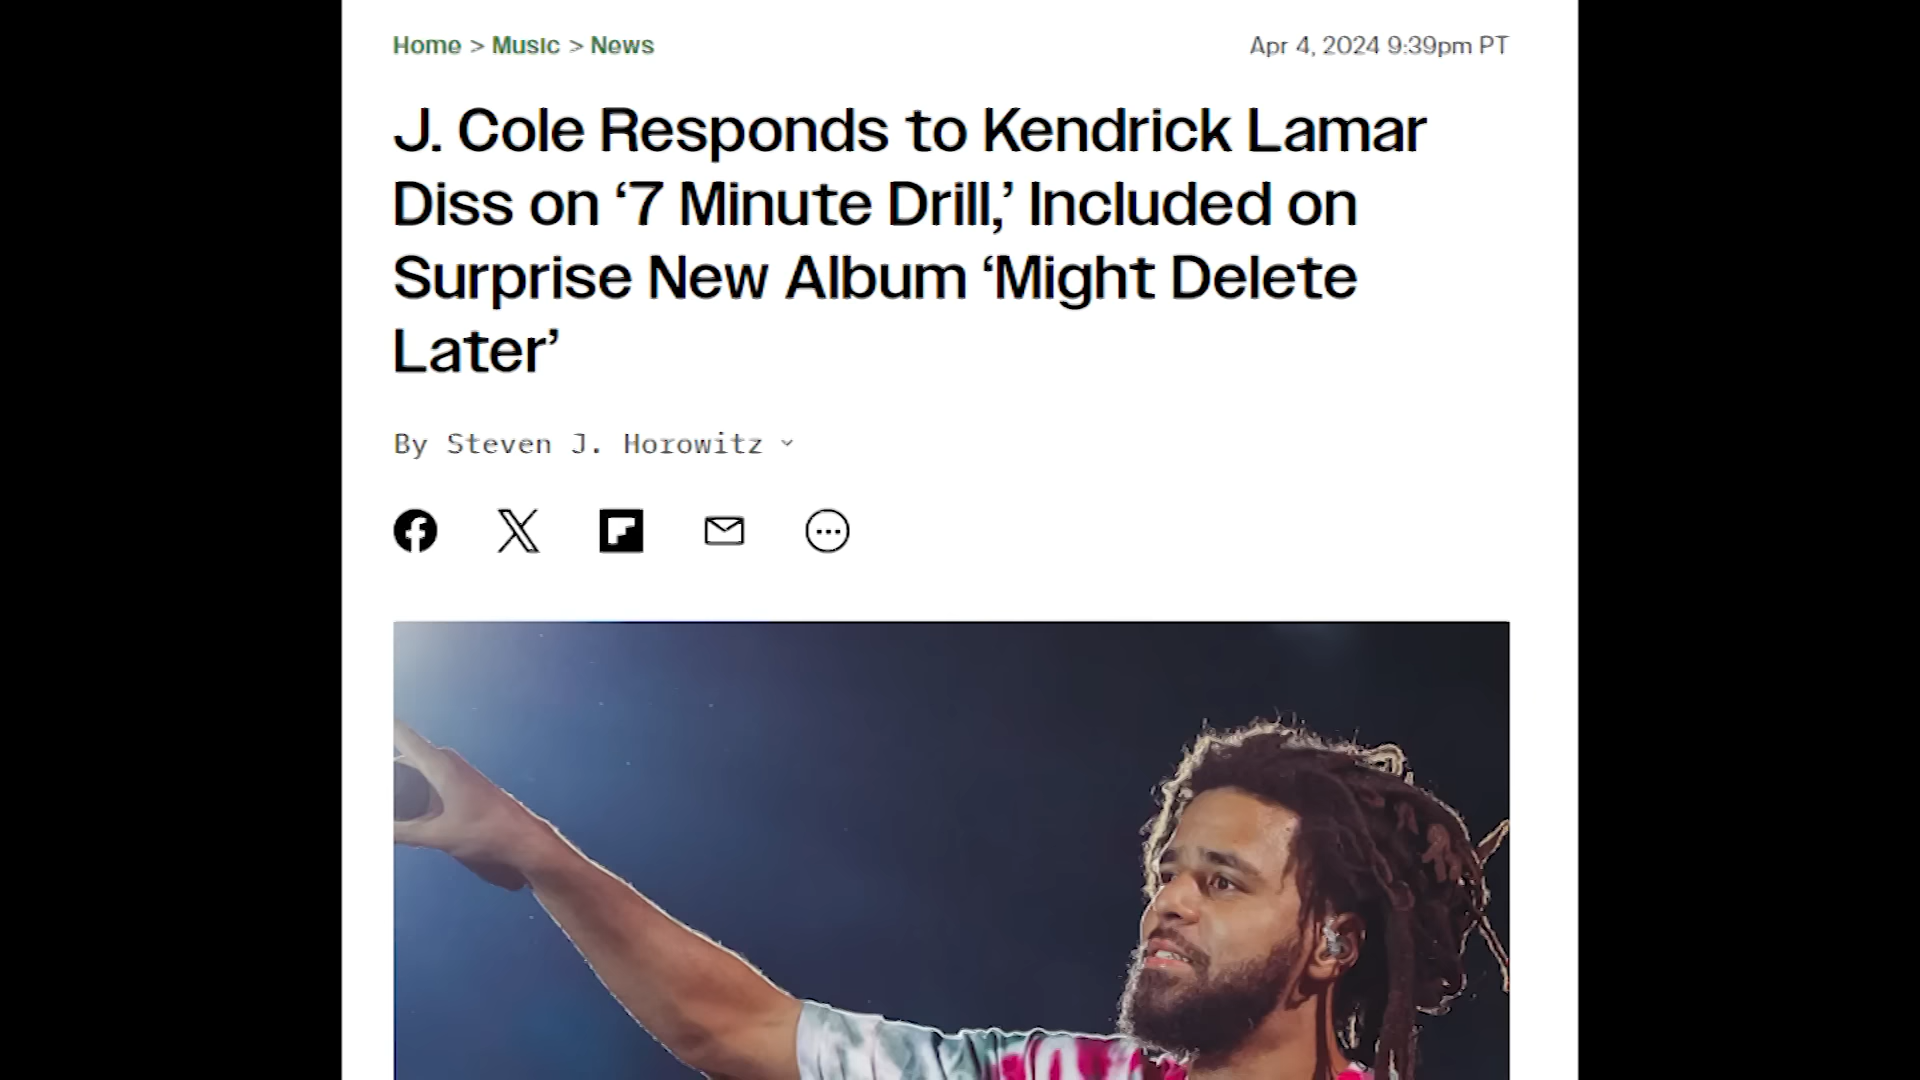 Home > Music > News
Apr 4, 2024 9:39pm PT
J. Cole Responds to Kendrick Lamar
Diss on ‘7 Minute Drill,’ Included on
Surprise New Album ‘Might Delete
Later’
By Steven J. Horowitz